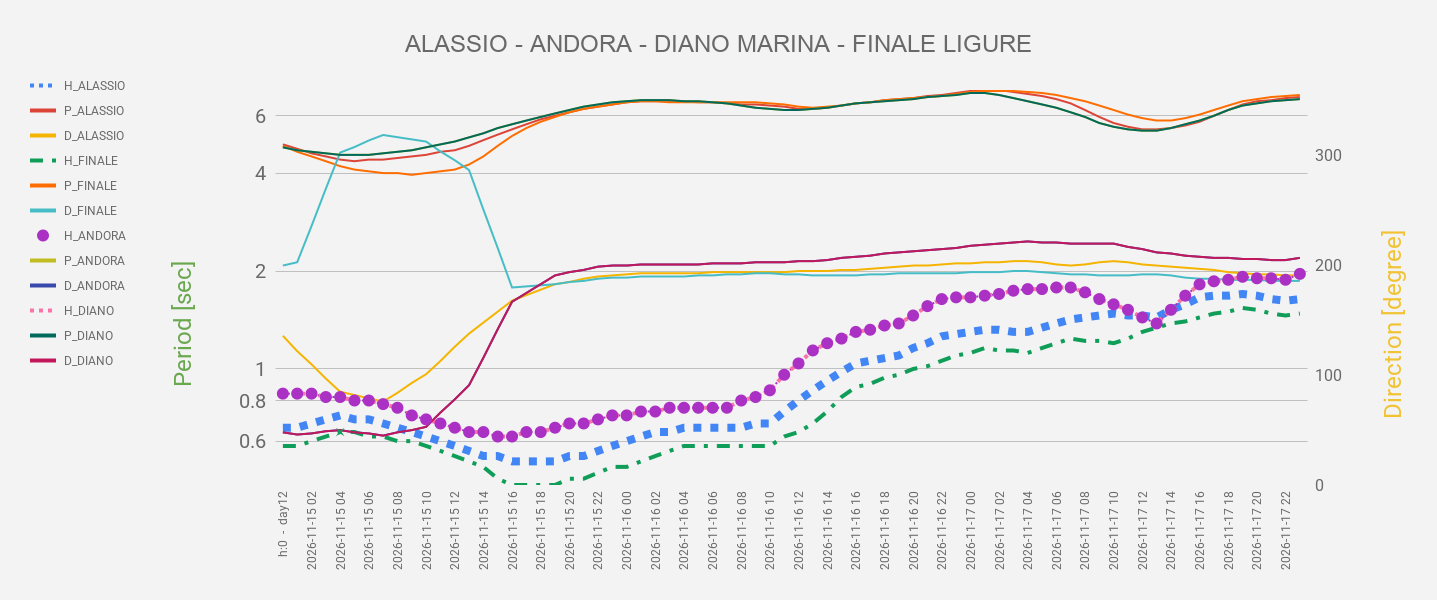 ALASSIO - ANDORA - DIANO MARINA - FINALE LIGURE
H_ALASSIO
P_ALASSIO
D_ALASSIO
H_FINALE
P_FINALE
D_FINALE
H_ANDORA
P_ANDORA
D_ANDORA
H_DIANO
P_DIANO
D_DIANO
Period [sec]
6
4
2
1
0.8
0.6
300
200
100
0
Direction [degree]
h:0 - day12
2026-11-15 02
2026-11-15 04
2026-11-15 06
2026-11-15 08
2026-11-15 10
2026-11-15 12
2026-11-15 14
2026-11-15 16
2026-11-15 18
2026-11-15 20
2026-11-15 22
2026-11-16 00
2026-11-16 02
2026-11-16 04
2026-11-16 06
2026-11-16 08
2026-11-16 10
2026-11-16 12
2026-11-16 14
2026-11-16 16
2026-11-16 18
2026-11-16 20
2026-11-16 22
2026-11-17 00
2026-11-17 02
2026-11-17 04
2026-11-17 06
2026-11-17 08
2026-11-17 10
2026-11-17 12
2026-11-17 14
2026-11-17 16
2026-11-17 18
2026-11-17 20
2026-11-17 22